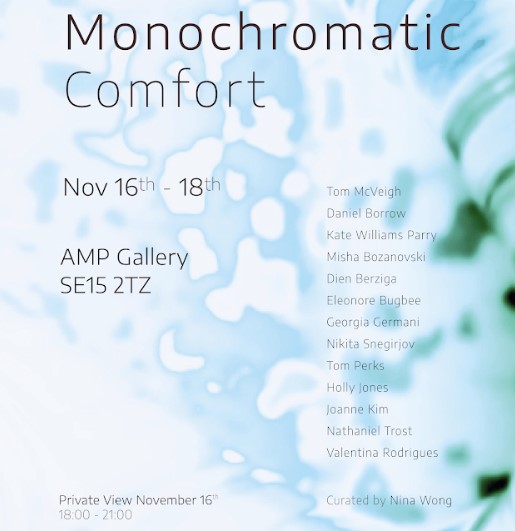 Monochromatic
Comfort
Nov 16th - 18th
AMP Gallery
SE15 2TZ
Tom McVeigh
Daniel Borrow
Kate Williams Parry
Misha Bozanovski
Dien Berziga
Eleonore Bugbee
Georgia Germani
Nikita Snegirjov
Tom Perks
Holly Jones
Joanne Kim
Nathaniel Trost
Valentina Rodrigues
Private View November 16th
18:00 - 21:00
Curated by Nina Wong